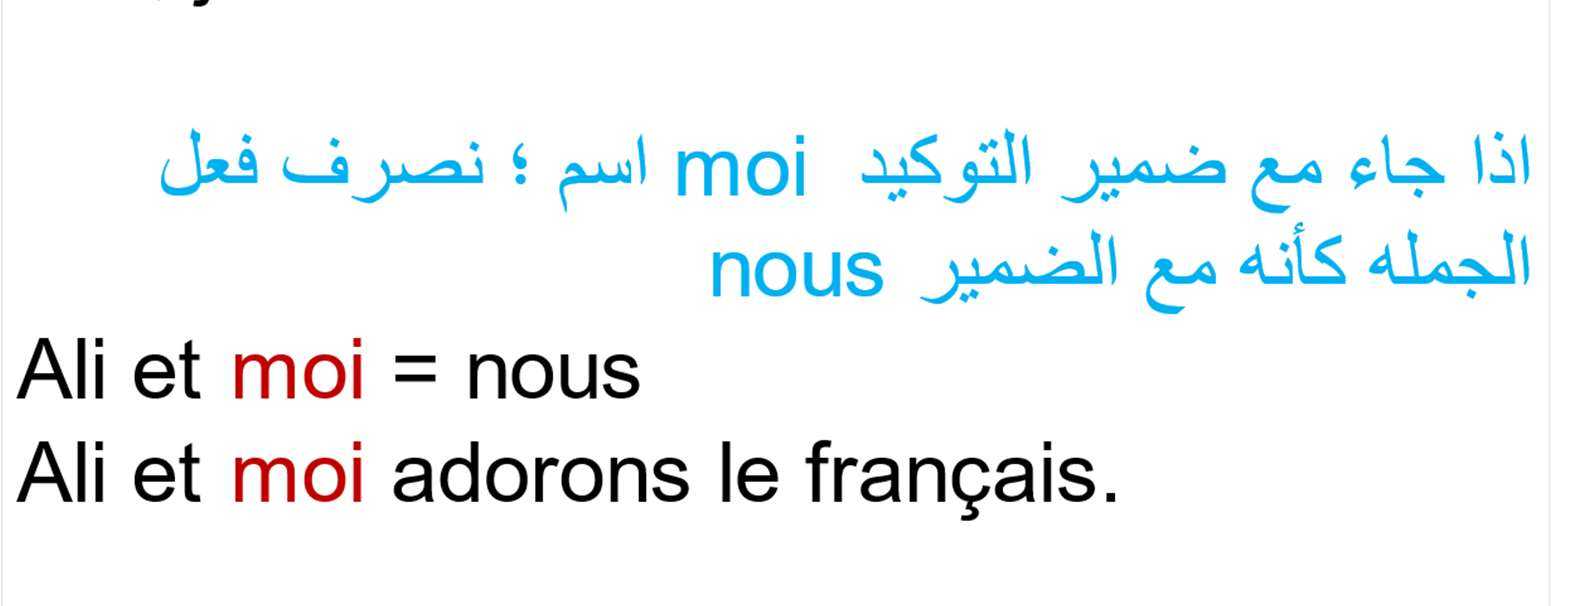 اذا جاء مع ضمير التوكيد moi اسم ؛ نصرف فعل
الجمله كأنه مع الضمير nous
Ali et moi = nous
Ali et moi adorons le français.